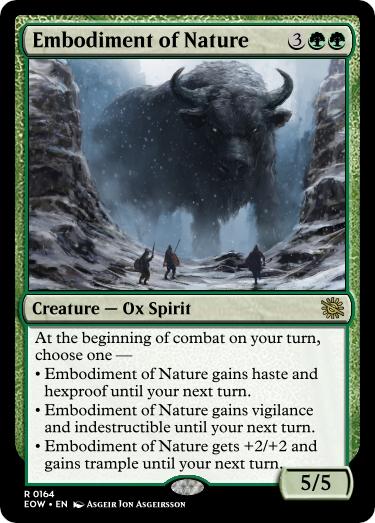 Embodiment of Nature 3
Creature — Ox Spirit
At the beginning of combat on your turn,
choose one —
• Embodiment of Nature gains haste and
hexproof until your next turn.
• Embodiment of Nature gains vigilance
and indestructible until your next turn.
• Embodiment of Nature gets +2/+2 and
gains trample until your next turn.
5/5
R 0164
EOW • EN Asgeir Jon Asgeirsson